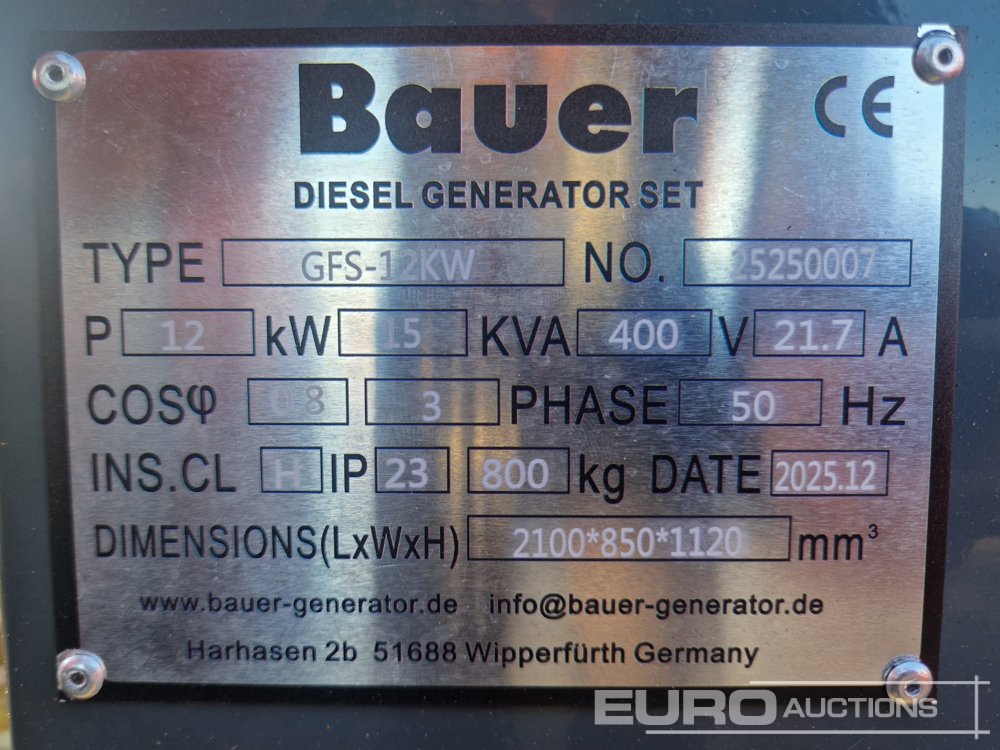 Bauer CE
DIESEL GENERATOR SET
TYPE GFS-12KW NO. 25250007
P 12 kW 15 KVA 400 V 21.7 A
COSφ 0.8 3 PHASE 50 Hz
INS.CL H IP 23 800 kg DATE 2025.12
DIMENSIONS(LxWxH) 2100*850*1120 mm³
www.bauer-generator.de info@bauer-generator.de
Harhasen 2b 51688 Wipperfürth Germany
EURO AUCTIONS